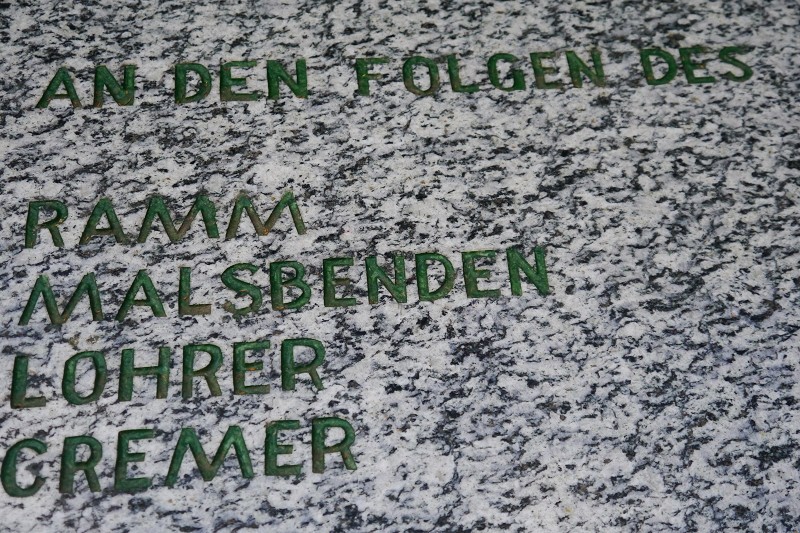 AN DEN FOLGEN DES
RAMM
MALSBENDEN
LOHRER
CREMER